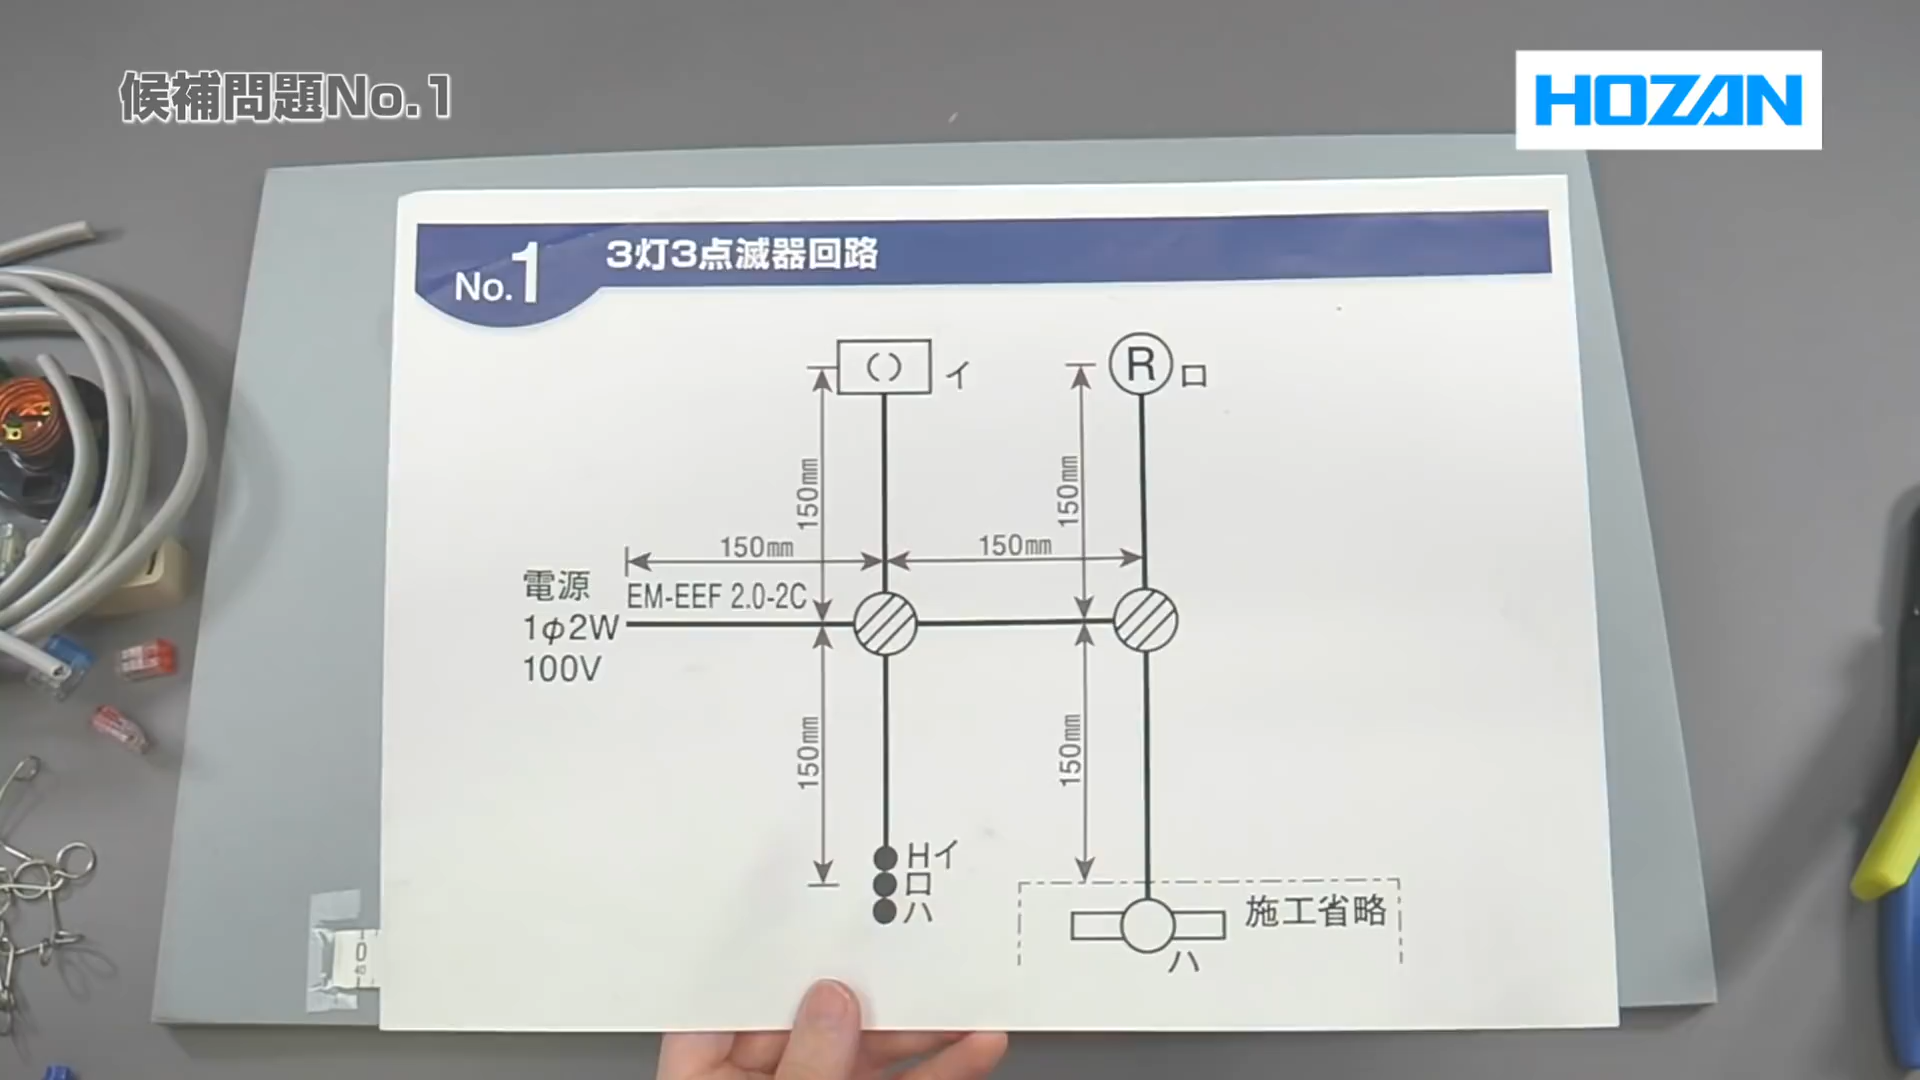 候補問題No.1
HOZAN
No.1
3灯3点滅器回路
( )
イ
R
ロ
150㎜
150㎜
150㎜
150㎜
電源
1φ2W
100V
EM-EEF 2.0-2C
150㎜
150㎜
Hイ
ロ
ハ
施工省略
ハ
0
40